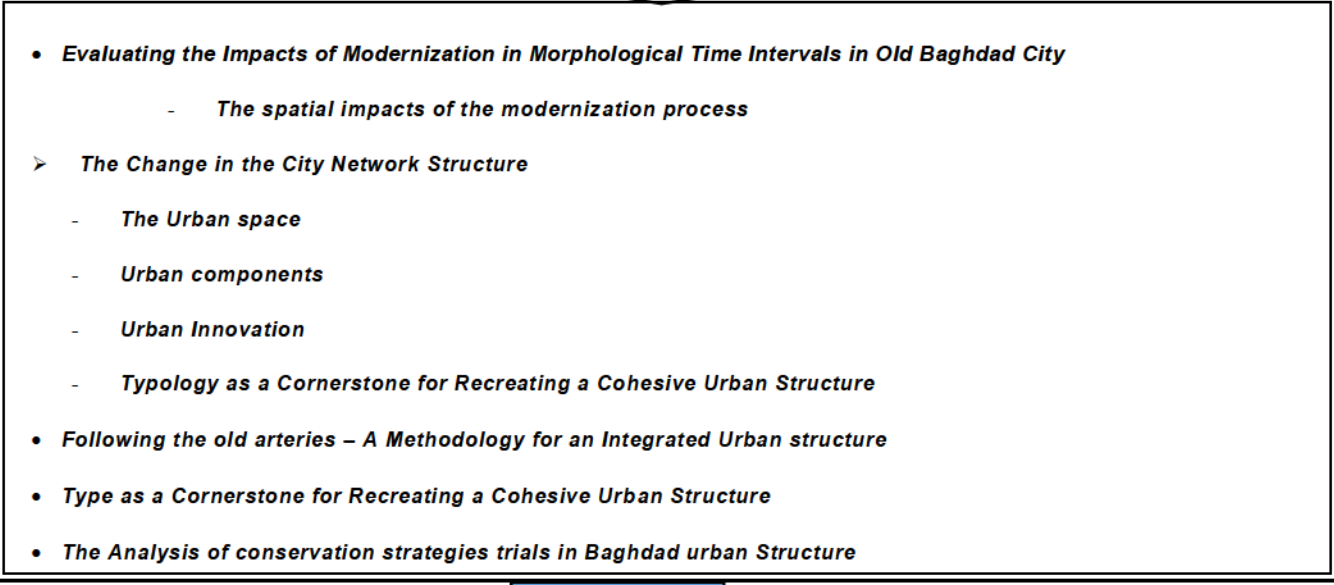 • Evaluating the Impacts of Modernization in Morphological Time Intervals in Old Baghdad City
- The spatial impacts of the modernization process
➢ The Change in the City Network Structure
- The Urban space
- Urban components
- Urban Innovation
- Typology as a Cornerstone for Recreating a Cohesive Urban Structure
• Following the old arteries – A Methodology for an Integrated Urban structure
• Type as a Cornerstone for Recreating a Cohesive Urban Structure
• The Analysis of conservation strategies trials in Baghdad urban Structure